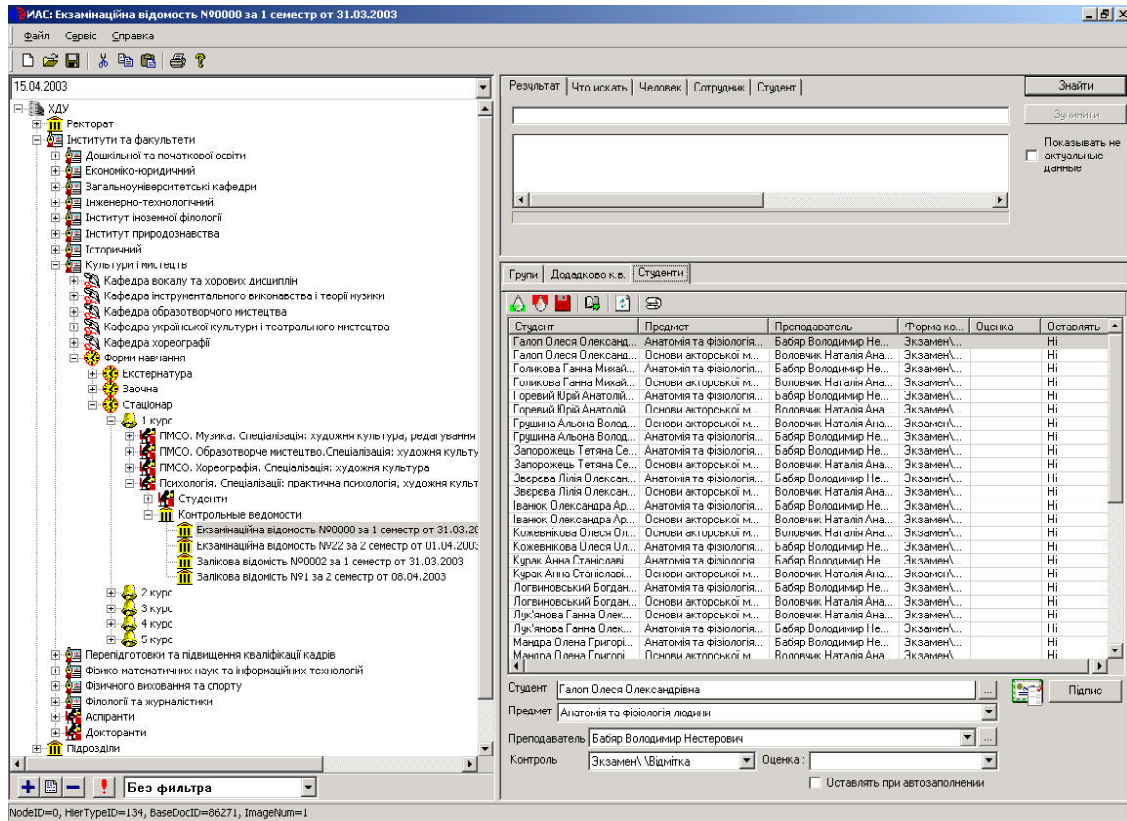 ИАС: Екзамінаційна відомость №0000 за 1 семестр от 31.03.2003
Файл Сервіс Справка
15.04.2003
ХДУ
Ректорат
Інститути та факультети
Дошкільної та початкової освіти
Економіко-юридичний
Загальноуніверситетські кафедри
Інженерно-технологічний
Інститут іноземної філології
Інститут природознавства
Історичний
Культури і мистецтв
Кафедра вокалу та хорових дисциплін
Кафедра інструментального виконавства і теорії музики
Кафедра образотворчого мистецтва
Кафедра української культури і театрального мистецтва
Кафедра хореографії
Форми навчання
Екстернатура
Заочна
Стаціонар
1 курс
ПМСО. Музика. Спеціалізація: художня культура, редагування
ПМСО. Образотворче мистецтво.Спеціалізація: художня культу
ПМСО. Хореографія. Спеціалізація: художня культура
Психологія. Спеціалізації: практична психологія, художня культ
Студенти
Контрольные ведомости
Екзамінаційна відомость №0000 за 1 семестр от 31.03.20
Екзамінаційна відомость №22 за 2 семестр от 01.04.2003
Залікова відомість №0002 за 1 семестр от 31.03.2003
Залікова відомість №1 за 2 семестр от 08.04.2003
2 курс
3 курс
4 курс
5 курс
Перепідготовки та підвищення кваліфікації кадрів
Фізико-математичних наук та інформаційних технологій
Фізичного виховання та спорту
Філології та журналістики
Аспіранти
Докторанти
Підрозділи
Без фильтра
NodeID=0, HierTypeID=134, BaseDocID=86271, ImageNum=1
Результат Что искать Человек Сотрудник Студент
Знайти
Зупинити
Показывать не
актуальные
данные
Групи Додадково к.в. Студенти
Студент Предмет Преподаватель Форма ко... Оценка Оставлять
Галоп Олеся Олександ... Анатомія та фізіологія... Бабяр Володимир Не... Экзамен\... Ні
Галоп Олеся Олександ... Основи акторської м... Воловчик Наталія Ана... Экзамен\... Ні
Голикова Ганна Михай... Анатомія та фізіологія... Бабяр Володимир Не... Экзамен\... Ні
Голикова Ганна Михай... Основи акторської м... Воловчик Наталія Ана... Экзамен\... Ні
Горевий Юрій Анатолій... Анатомія та фізіологія... Бабяр Володимир Не... Экзамен\... Ні
Горевий Юрій Анатолій... Основи акторської м... Воловчик Наталія Ана... Экзамен\... Ні
Грушина Альона Волод... Основи акторської м... Воловчик Наталія Ана... Экзамен\... Ні
Грушина Альона Волод... Анатомія та фізіологія... Бабяр Володимир Не... Экзамен\... Ні
Запорожець Тетяна Се... Анатомія та фізіологія... Бабяр Володимир Не... Экзамен\... Ні
Запорожець Тетяна Се... Основи акторської м... Воловчик Наталія Ана... Экзамен\... Ні
Звєрєва Лілія Олексан... Анатомія та фізіологія... Бабяр Володимир Не... Экзамен\... Ні
Звєрєва Лілія Олексан... Основи акторської м... Воловчик Наталія Ана... Экзамен\... Ні
Іванюк Олександра Ар... Анатомія та фізіологія... Бабяр Володимир Не... Экзамен\... Ні
Іванюк Олександра Ар... Основи акторської м... Воловчик Наталія Ана... Экзамен\... Ні
Кожевнікова Олеся Ол... Основи акторської м... Воловчик Наталія Ана... Экзамен\... Ні
Кожевнікова Олеся Ол... Анатомія та фізіологія... Бабяр Володимир Не... Экзамен\... Ні
Курак Анна Станіславі... Анатомія та фізіологія... Бабяр Володимир Не... Экзамен\... Ні
Курак Анна Станіславі... Основи акторської м... Воловчик Наталія Ана... Экзамен\... Ні
Логвиновський Богдан... Анатомія та фізіологія... Бабяр Володимир Не... Экзамен\... Ні
Логвиновський Богдан... Основи акторської м... Воловчик Наталія Ана... Экзамен\... Ні
Лук'янова Ганна Олек... Основи акторської м... Воловчик Наталія Ана... Экзамен\... Ні
Лук'янова Ганна Олек... Анатомія та фізіологія... Бабяр Володимир Не... Экзамен\... Ні
Мандра Олена Григорі... Анатомія та фізіологія... Бабяр Володимир Не... Экзамен\... Ні
Мандра Олена Григорі... Основи акторської м... Воловчик Наталія Ана... Экзамен\... Ні
Студент Галоп Олеся Олександрівна ... Підпис
Предмет Анатомія та фізіологія людини
Преподаватель Бабяр Володимир Нестерович ...
Контроль Экзамен\ \Відмітка Оценка :
Оставлять при автозаполнении